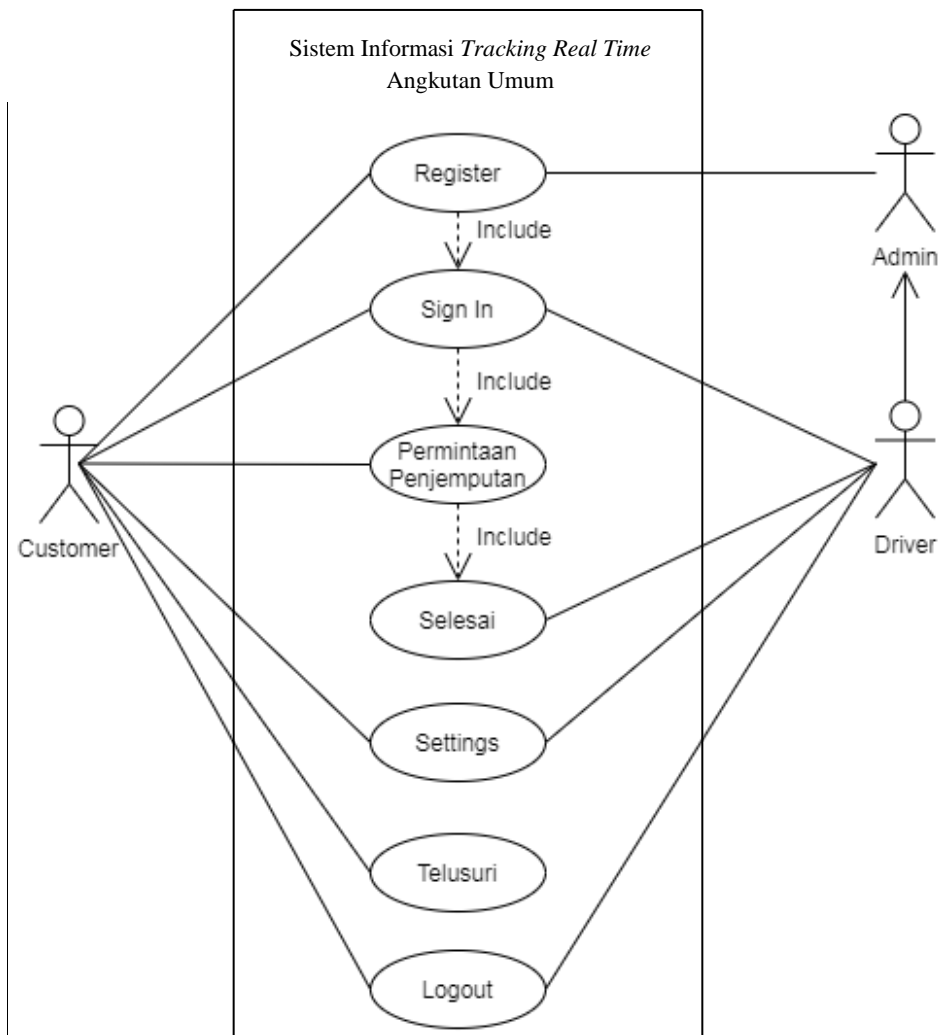 Sistem Informasi Tracking Real Time
Angkutan Umum
Register
Include
Admin
Sign In
Include
Permintaan
Penjemputan
Customer
Driver
Include
Selesai
Settings
Telusuri
Logout